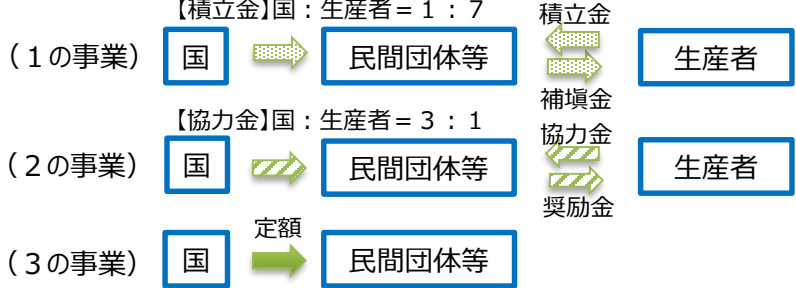 【積立金】国：生産者＝１：７
積立金
（１の事業）
国
民間団体等
生産者
補塡金
【協力金】国：生産者＝３：１
協力金
（２の事業）
国
民間団体等
生産者
奨励金
定額
（３の事業）
国
民間団体等